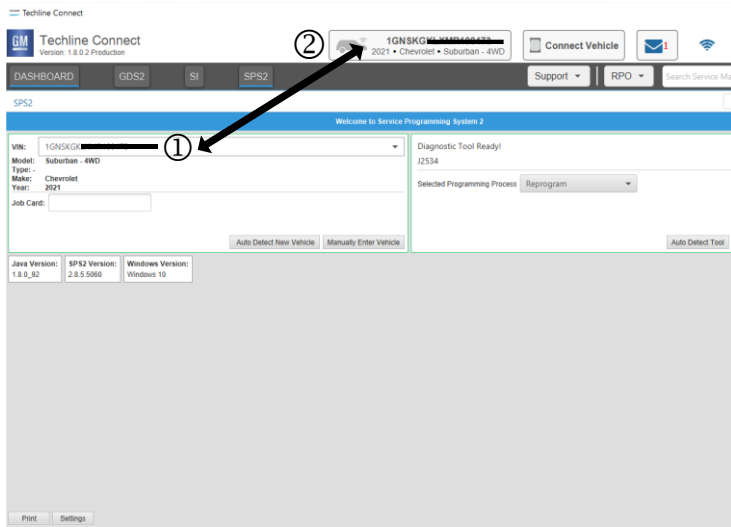 Techline Connect
GM
Techline Connect
Version: 1.8.0.2 Production
②
2021 • Chevrolet • Suburban - 4WD
Connect Vehicle
1
DASHBOARD
GDS2
SI
SPS2
Support
RPO
Search Service Ma
SPS2
Welcome to Service Programming System 2
VIN:
1GNSKGK
①
Model: Suburban - 4WD
Type: -
Make: Chevrolet
Year: 2021
Job Card:
Auto Detect New Vehicle
Manually Enter Vehicle
Diagnostic Tool Ready!
J2534
Selected Programming Process
Reprogram
Auto Detect Tool
Java Version:
1.8.0_92
SPS2 Version:
2.8.5.5060
Windows Version:
Windows 10
Print
Settings